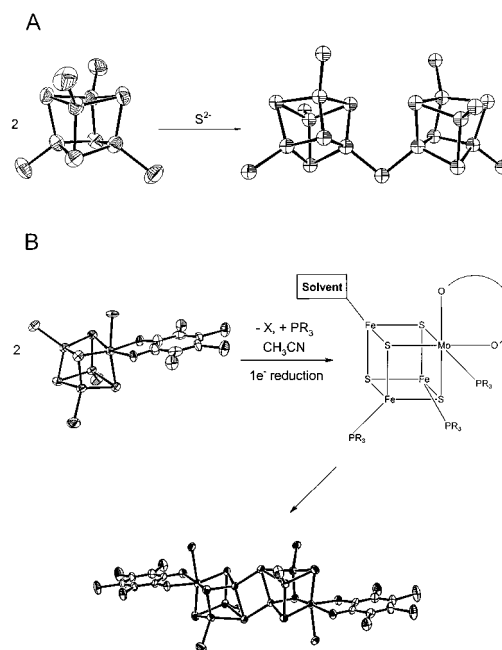 A
2
S2-
B
2
- X, + PR3
CH3CN
1e- reduction
Solvent
O
Fe
S
S
Mo
O
PR3
S
Fe
Fe
S
PR3
PR3